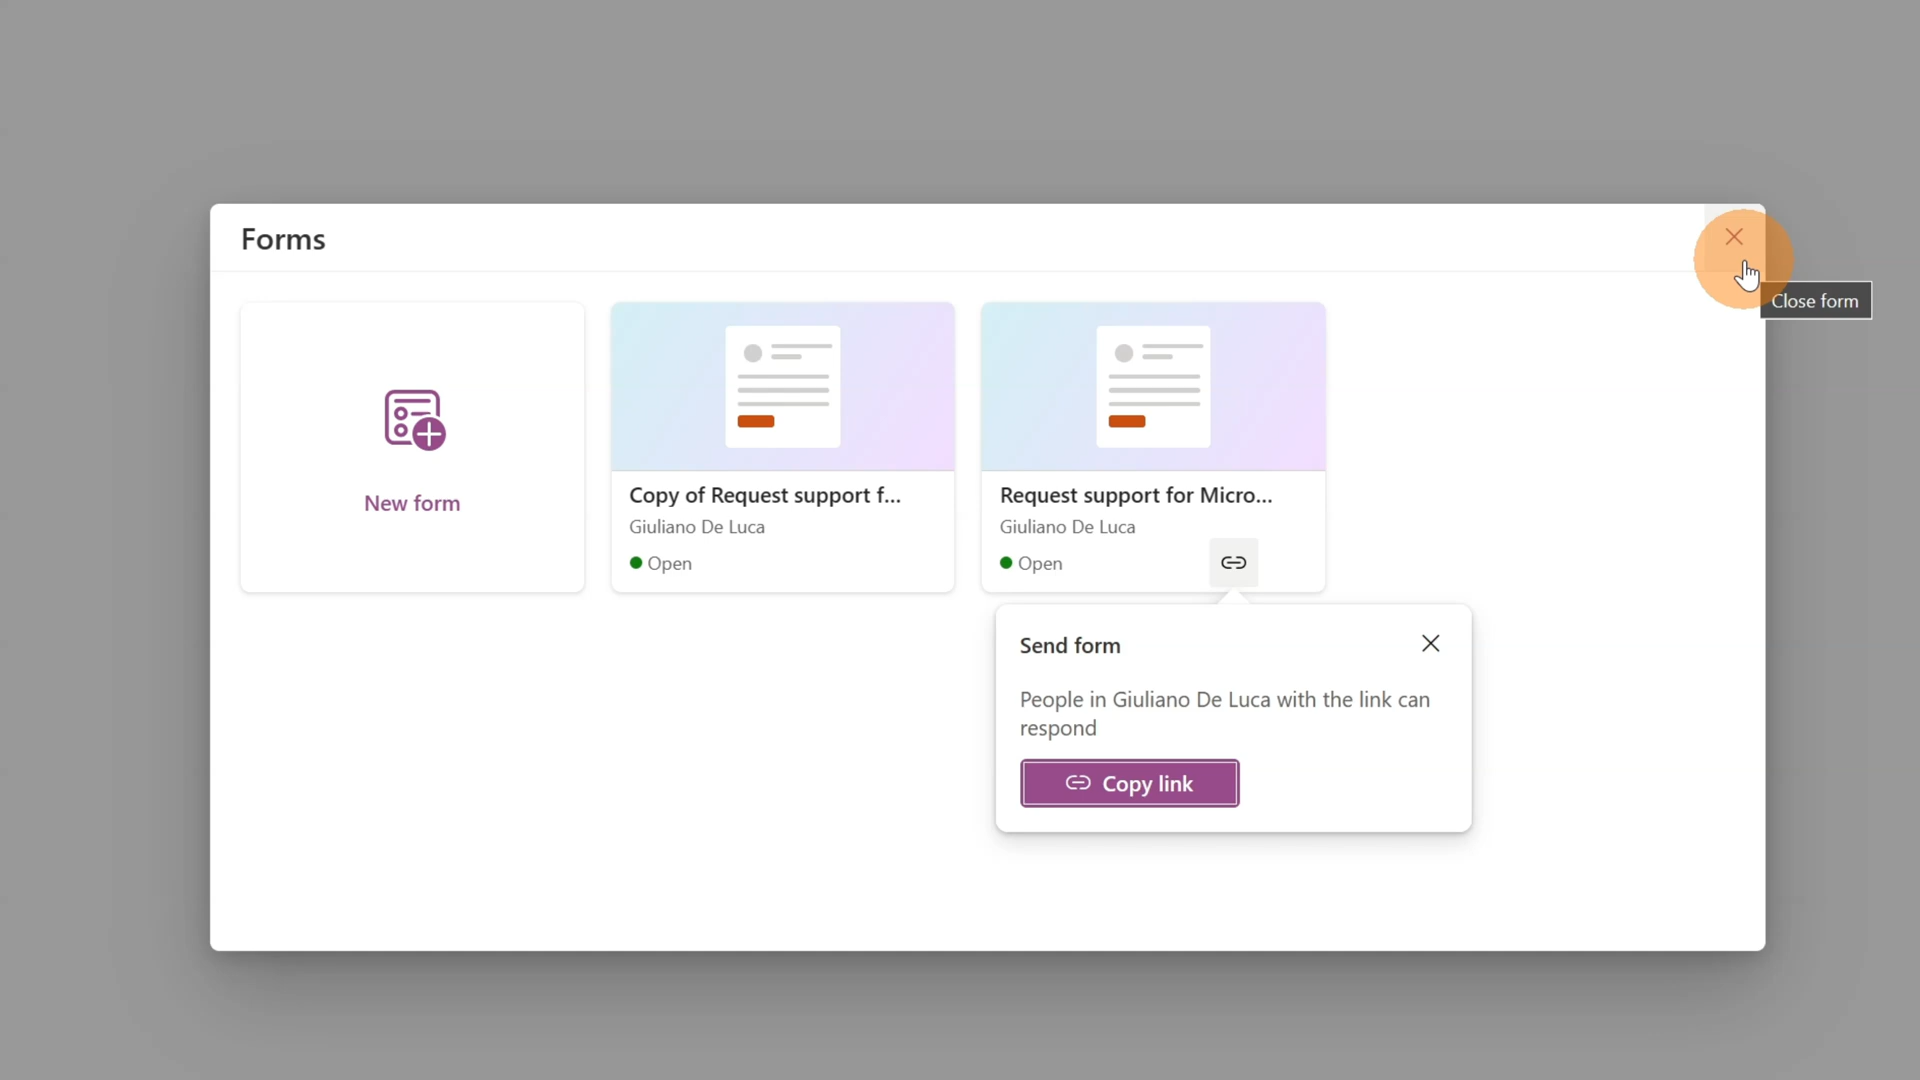 Forms
Close form
New form
Copy of Request support f...
Giuliano De Luca
Open
Request support for Micro...
Giuliano De Luca
Open
Send form
People in Giuliano De Luca with the link can
respond
Copy link